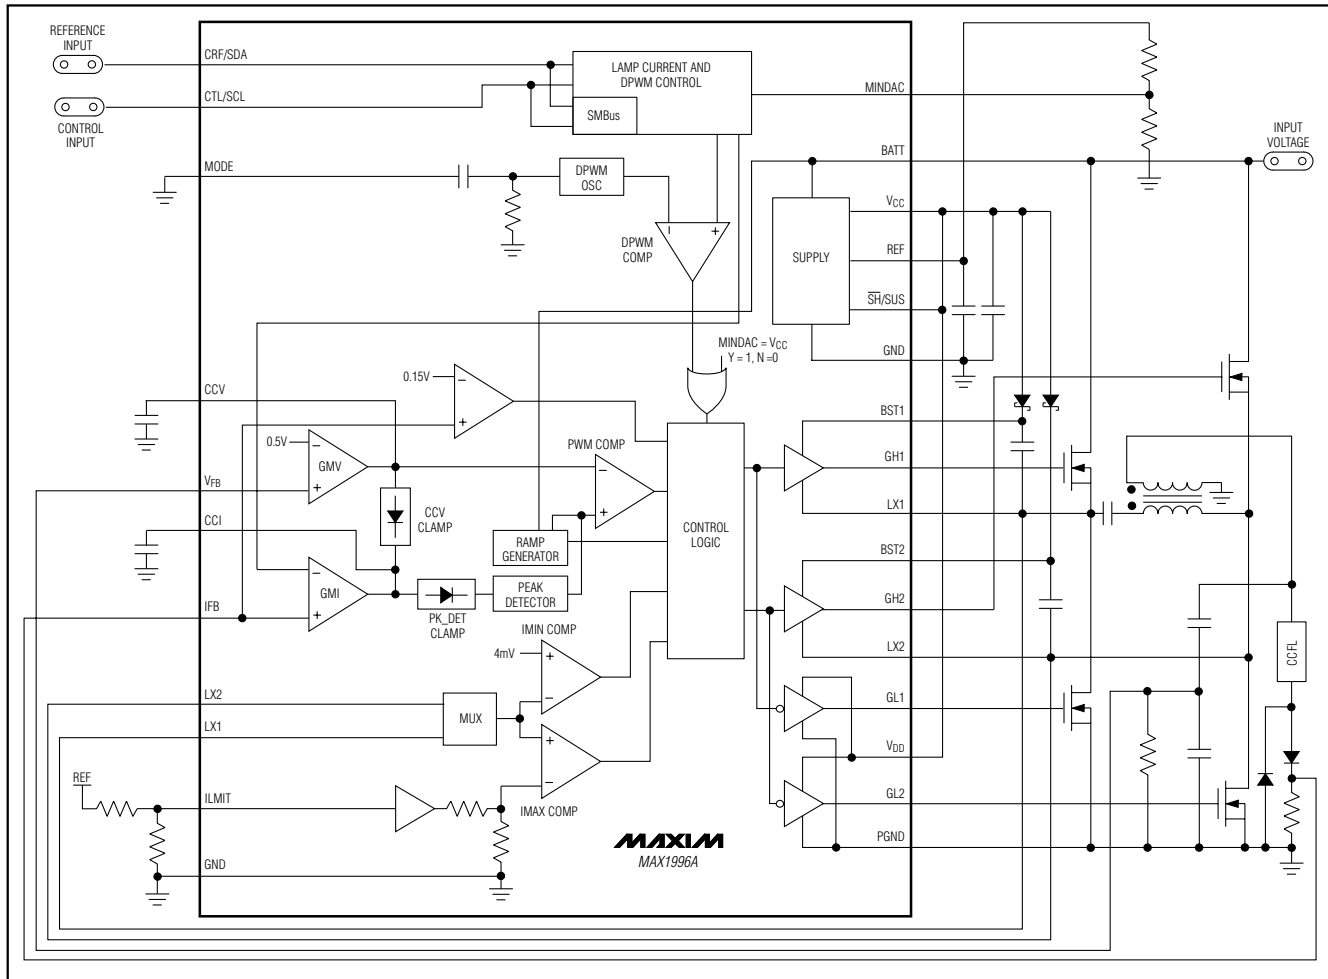 REFERENCE
INPUT
CRF/SDA
CTL/SCL
CONTROL
INPUT
MODE
LAMP CURRENT AND
DPWM CONTROL
SMBus
MINDAC
INPUT
VOLTAGE
BATT
DPWM
OSC
DPWM
COMP
SUPPLY
VCC
REF
SH/SUS
GND
MINDAC = VCC
Y = 1, N =0
CCV
0.15V
0.5V
GMV
VFB
CCI
CCV
CLAMP
PWM COMP
RAMP
GENERATOR
CONTROL
LOGIC
GMI
IFB
PK_DET
CLAMP
PEAK
DETECTOR
IMIN COMP
4mV
BST1
GH1
LX1
BST2
GH2
LX2
CCFL
LX2
LX1
MUX
GL1
VDD
REF
ILMIT
IMAX COMP
GL2
PGND
GND
MAXIM
MAX1996A